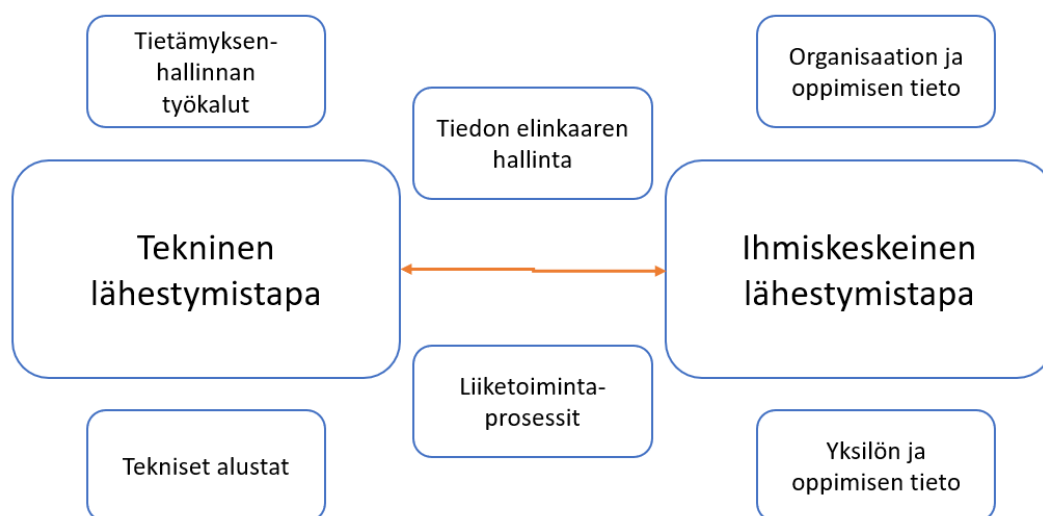 Tietämyksen-
hallinnan
työkalut
Organisaation ja
oppimisen tieto
Tiedon elinkaaren
hallinta
Tekninen
lähestymistapa
Ihmiskeskeinen
lähestymistapa
Liiketoiminta-
prosessit
Tekniset alustat
Yksilön ja
oppimisen tieto